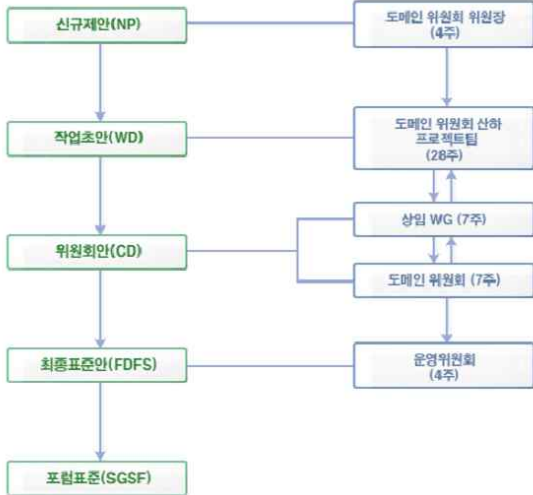 신규제안(NP)
도메인 위원회 위원장
(4주)
작업초안(WD)
도메인 위원회 산하
프로젝트팀
(28주)
상임 WG (7주)
위원회안(CD)
도메인 위원회 (7주)
최종표준안(FDFS)
운영위원회
(4주)
포럼표준(SGSF)